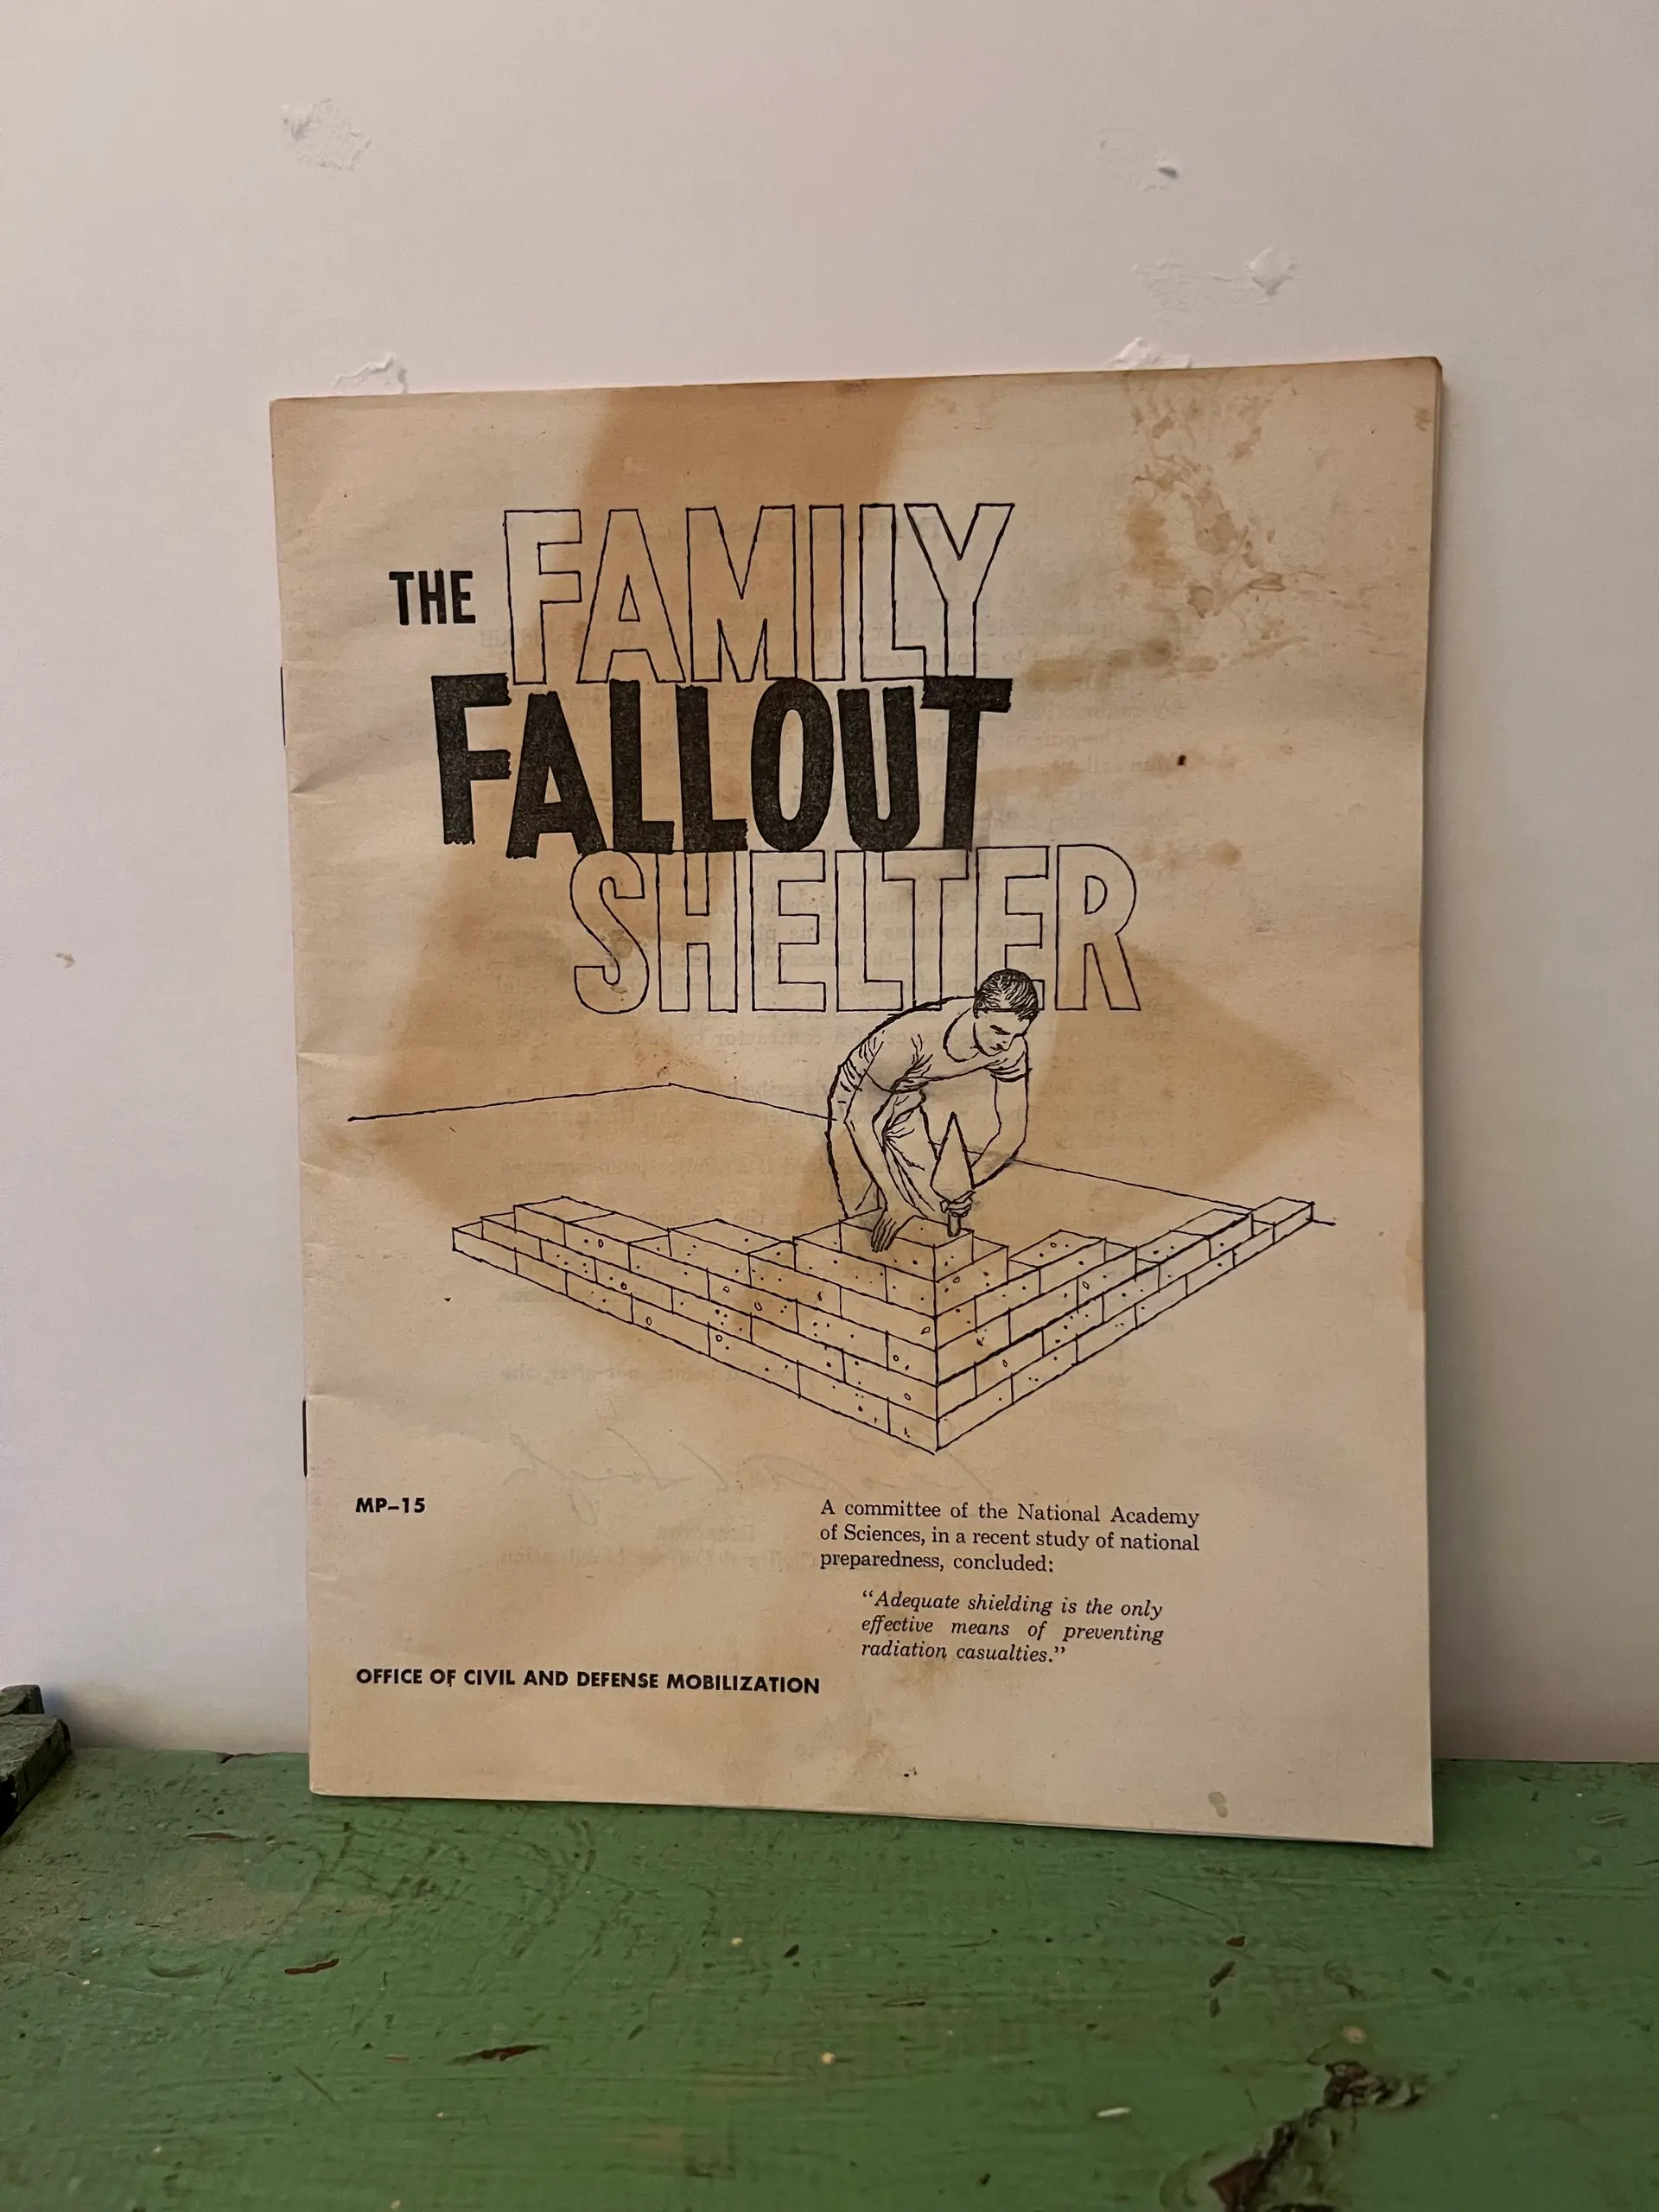 THE FAMILY
FALLOUT
SHELTER
MP–15
A committee of the National Academy
of Sciences, in a recent study of national
preparedness, concluded:
“Adequate shielding is the only
effective means of preventing
radiation casualties.”
OFFICE OF CIVIL AND DEFENSE MOBILIZATION